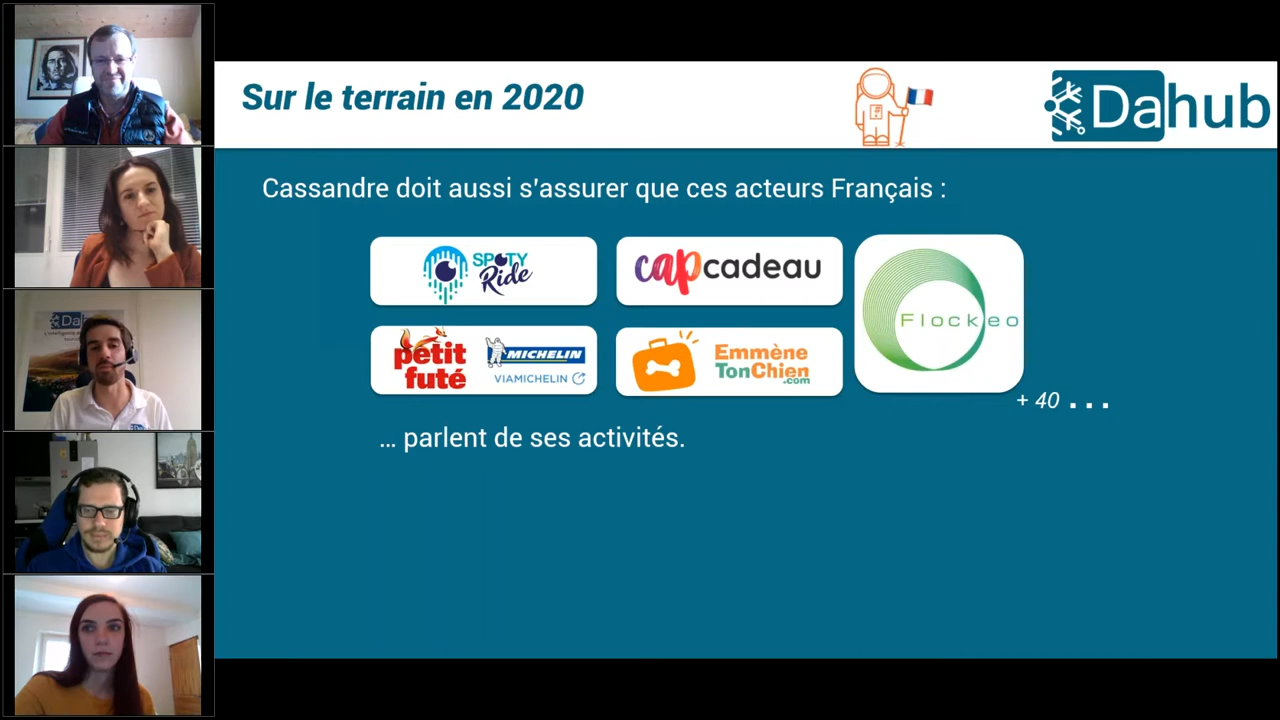 Sur le terrain en 2020
Dahub
Cassandre doit aussi s'assurer que ces acteurs Français :
SPOTY
Ride
capcadeau
Flockeo
petit
futé
MICHELIN
VIAMICHELIN
Emmène
TonChien
.com
+ 40 ...
... parlent de ses activités.